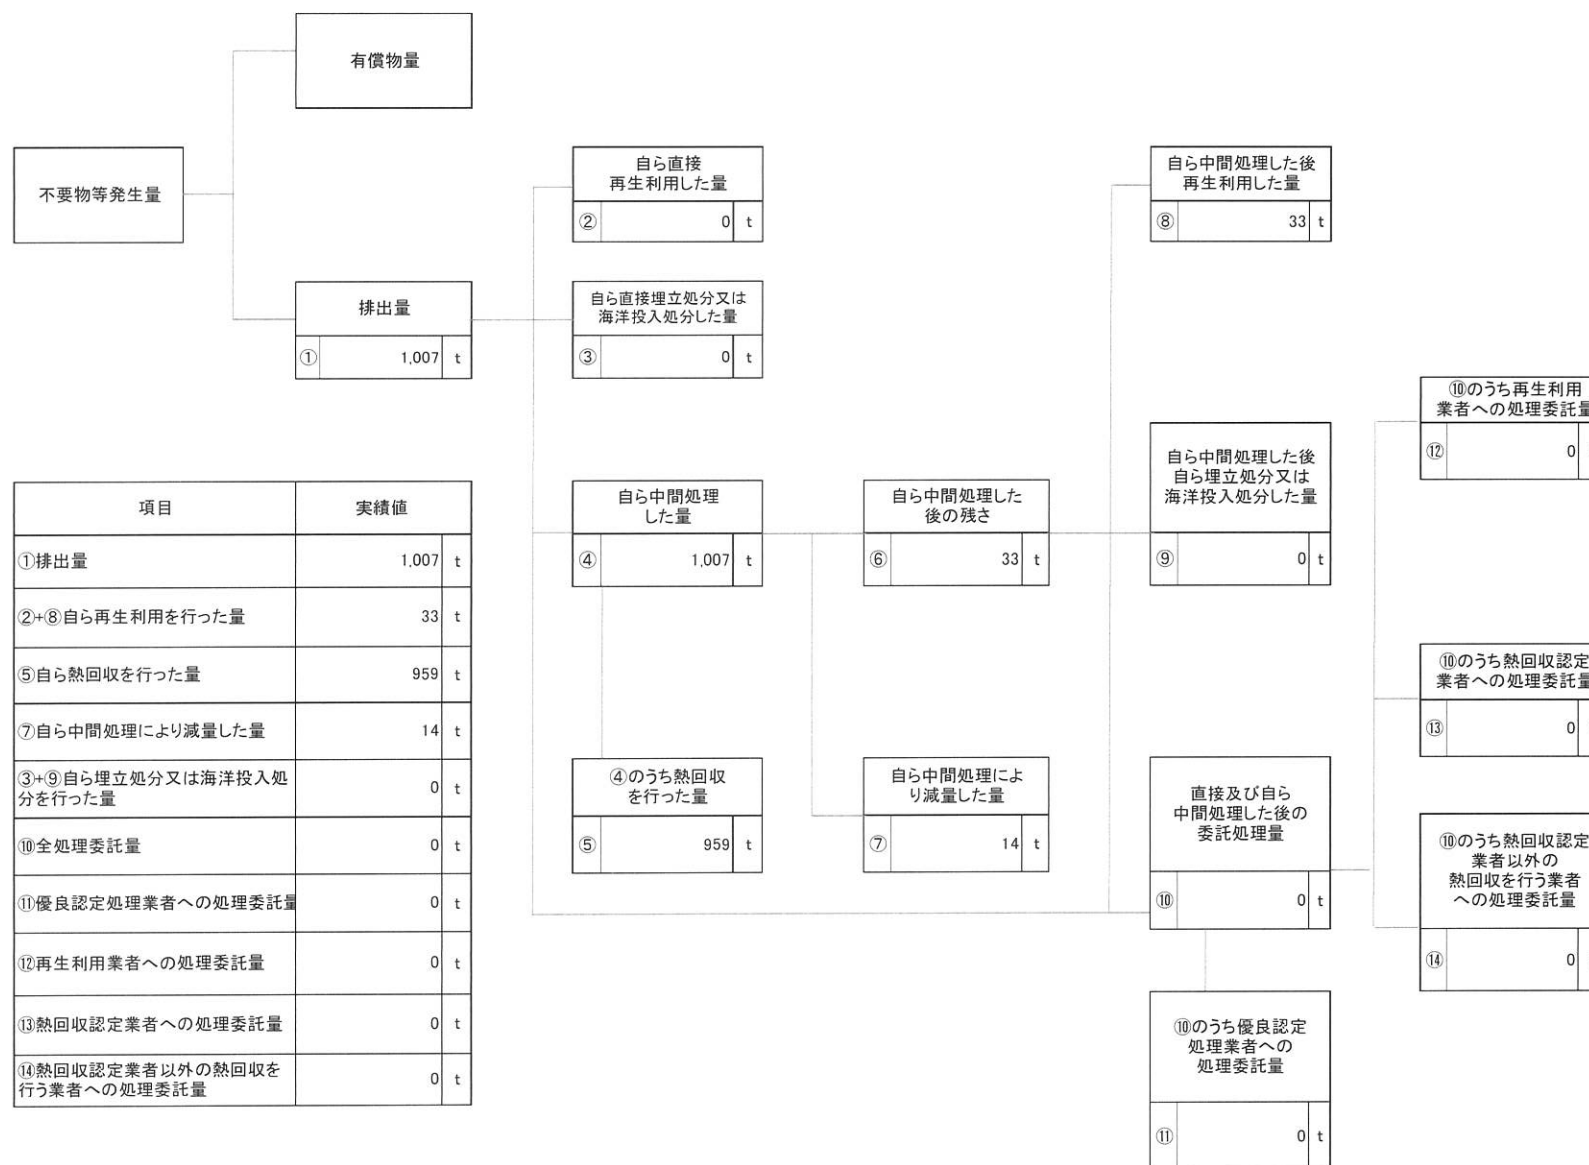 有償物量
不要物等発生量
排出量
① 1,007 t
自ら直接
再生利用した量
② 0 t
自ら直接埋立処分又は
海洋投入処分した量
③ 0 t
自ら中間処理
した量
④ 1,007 t
④のうち熱回収
を行った量
⑤ 959 t
自ら中間処理した
後の残さ
⑥ 33 t
自ら中間処理によ
り減量した量
⑦ 14 t
自ら中間処理した後
再生利用した量
⑧ 33 t
自ら中間処理した後
自ら埋立処分又は
海洋投入処分した量
⑨ 0 t
直接及び自ら
中間処理した後の
委託処理量
⑩ 0 t
⑩のうち優良認定
処理業者への
処理委託量
⑪ 0 t
⑩のうち再生利用
業者への処理委託量
⑫ 0
⑩のうち熱回収認定
業者への処理委託量
⑬ 0
⑩のうち熱回収認定
業者以外の
熱回収を行う業者
への処理委託量
⑭ 0
項目 実績値
①排出量 1,007 t
②+⑧自ら再生利用を行った量 33 t
⑤自ら熱回収を行った量 959 t
⑦自ら中間処理により減量した量 14 t
③+⑨自ら埋立処分又は海洋投入処
分を行った量 0 t
⑩全処理委託量 0 t
⑪優良認定処理業者への処理委託量 0 t
⑫再生利用業者への処理委託量 0 t
⑬熱回収認定業者への処理委託量 0 t
⑭熱回収認定業者以外の熱回収を
行う業者への処理委託量 0 t